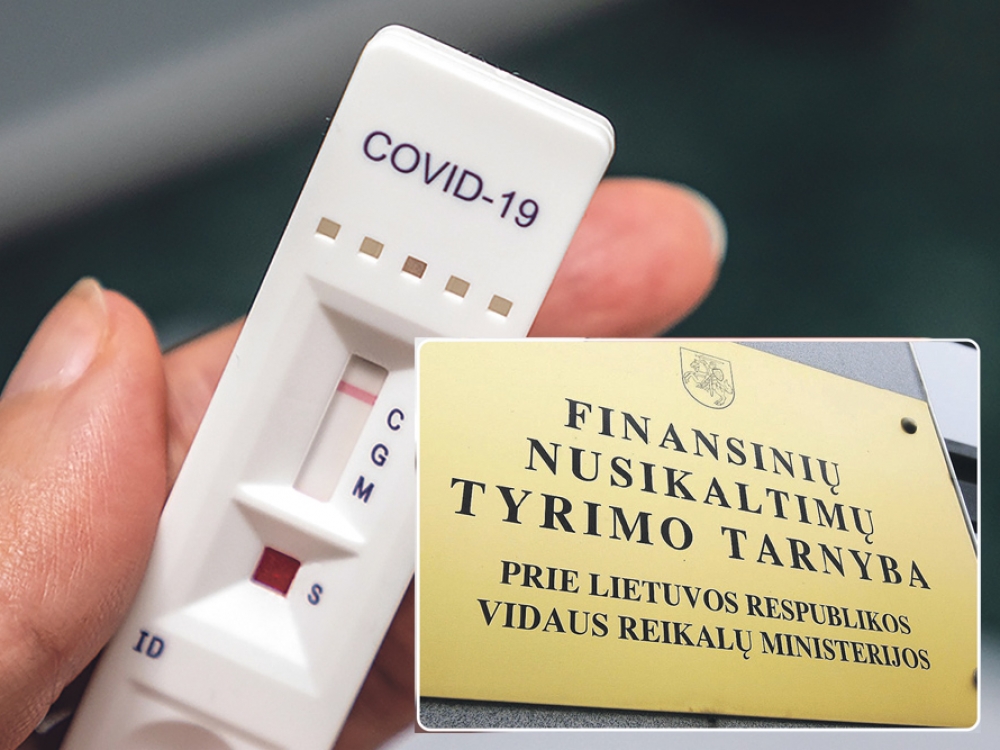 COVID-19
C
G
M
S
ID
FINANSINIŲ
NUSIKALTIMŲ
TYRIMO TARNYBA
PRIE LIETUVOS RESPUBLIKOS
VIDAUS REIKALŲ MINISTERIJOS